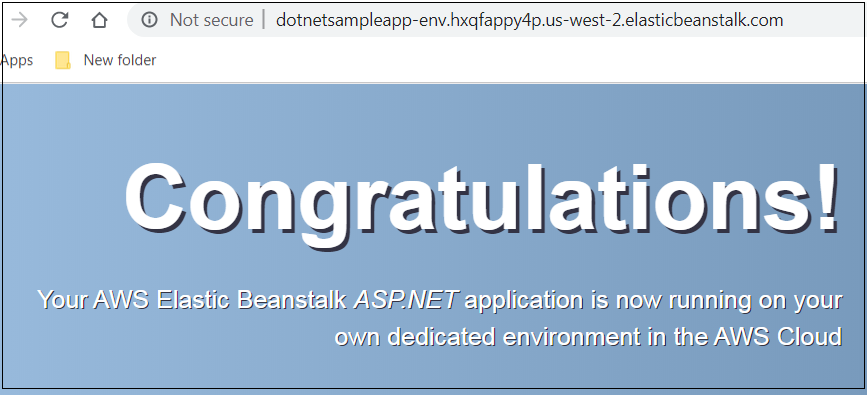 Not secure | dotnetsampleapp-env.hxqfappy4p.us-west-2.elasticbeanstalk.com
Apps New folder
Congratulations!
Your AWS Elastic Beanstalk ASP.NET application is now running on your
own dedicated environment in the AWS Cloud